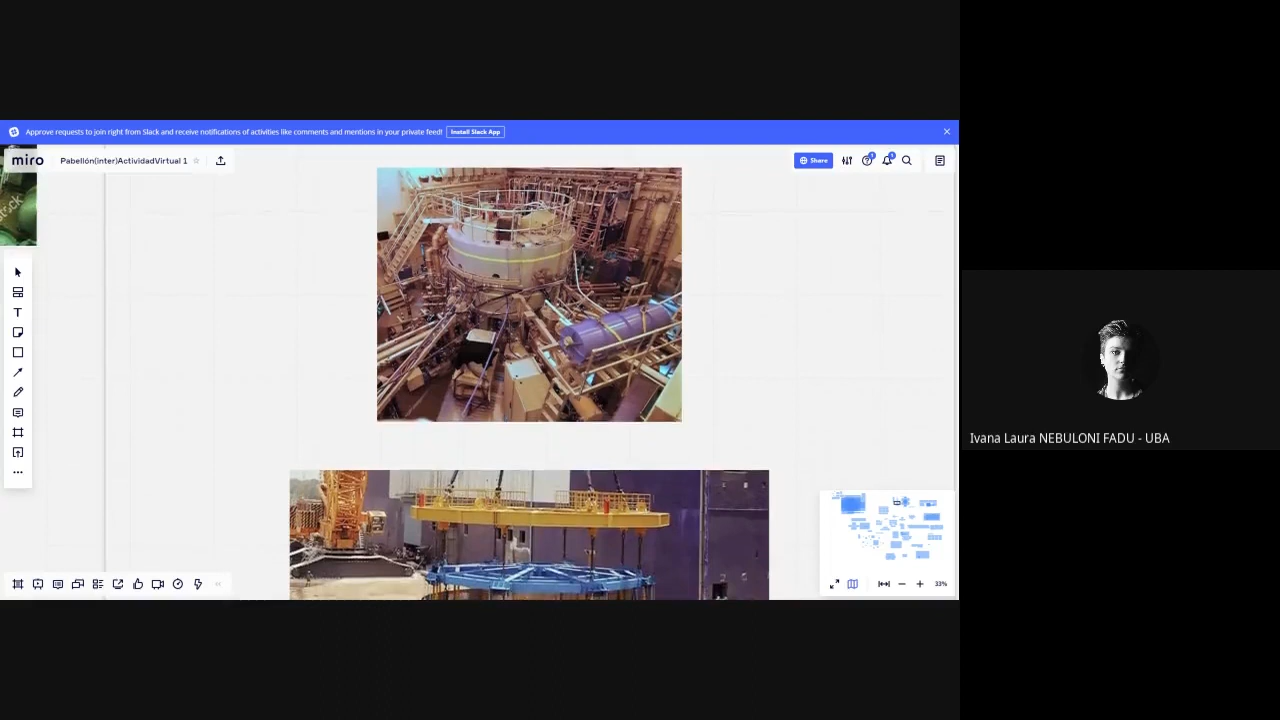 Approve requests to join right from Slack and receive notifications of activities like comments and mentions in your private feed! Install Slack App
miro Pabellón(inter)ActividadVirtual 1 Share
Ivana Laura NEBULONI FADU - UBA
33%